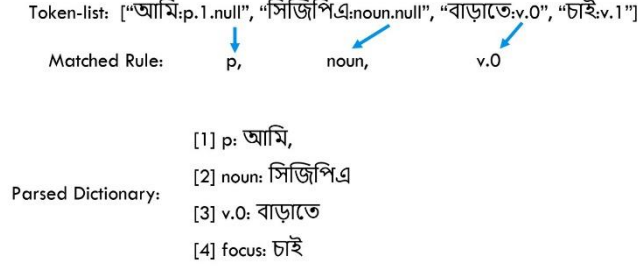 Token-list: [“আমি:p.1.null”, “সিজিপিএ:noun.null”, “বাড়াতে:v.0”, “চাই:v.1”]
Matched Rule: p, noun, v.0
[1] p: আমি,
[2] noun: সিজিপিএ
Parsed Dictionary:
[3] v.0: বাড়াতে
[4] focus: চাই